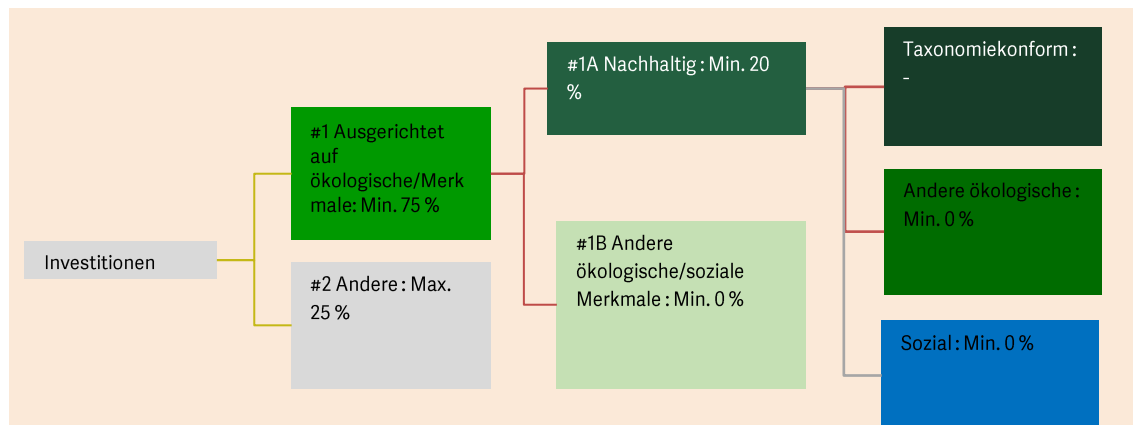 Investitionen
#1 Ausgerichtet
auf
ökologische/Merk
male: Min. 75 %
#2 Andere : Max.
25 %
#1A Nachhaltig : Min. 20
%
#1B Andere
ökologische/soziale
Merkmale : Min. 0 %
Taxonomiekonform :
-
Andere ökologische :
Min. 0 %
Sozial : Min. 0 %